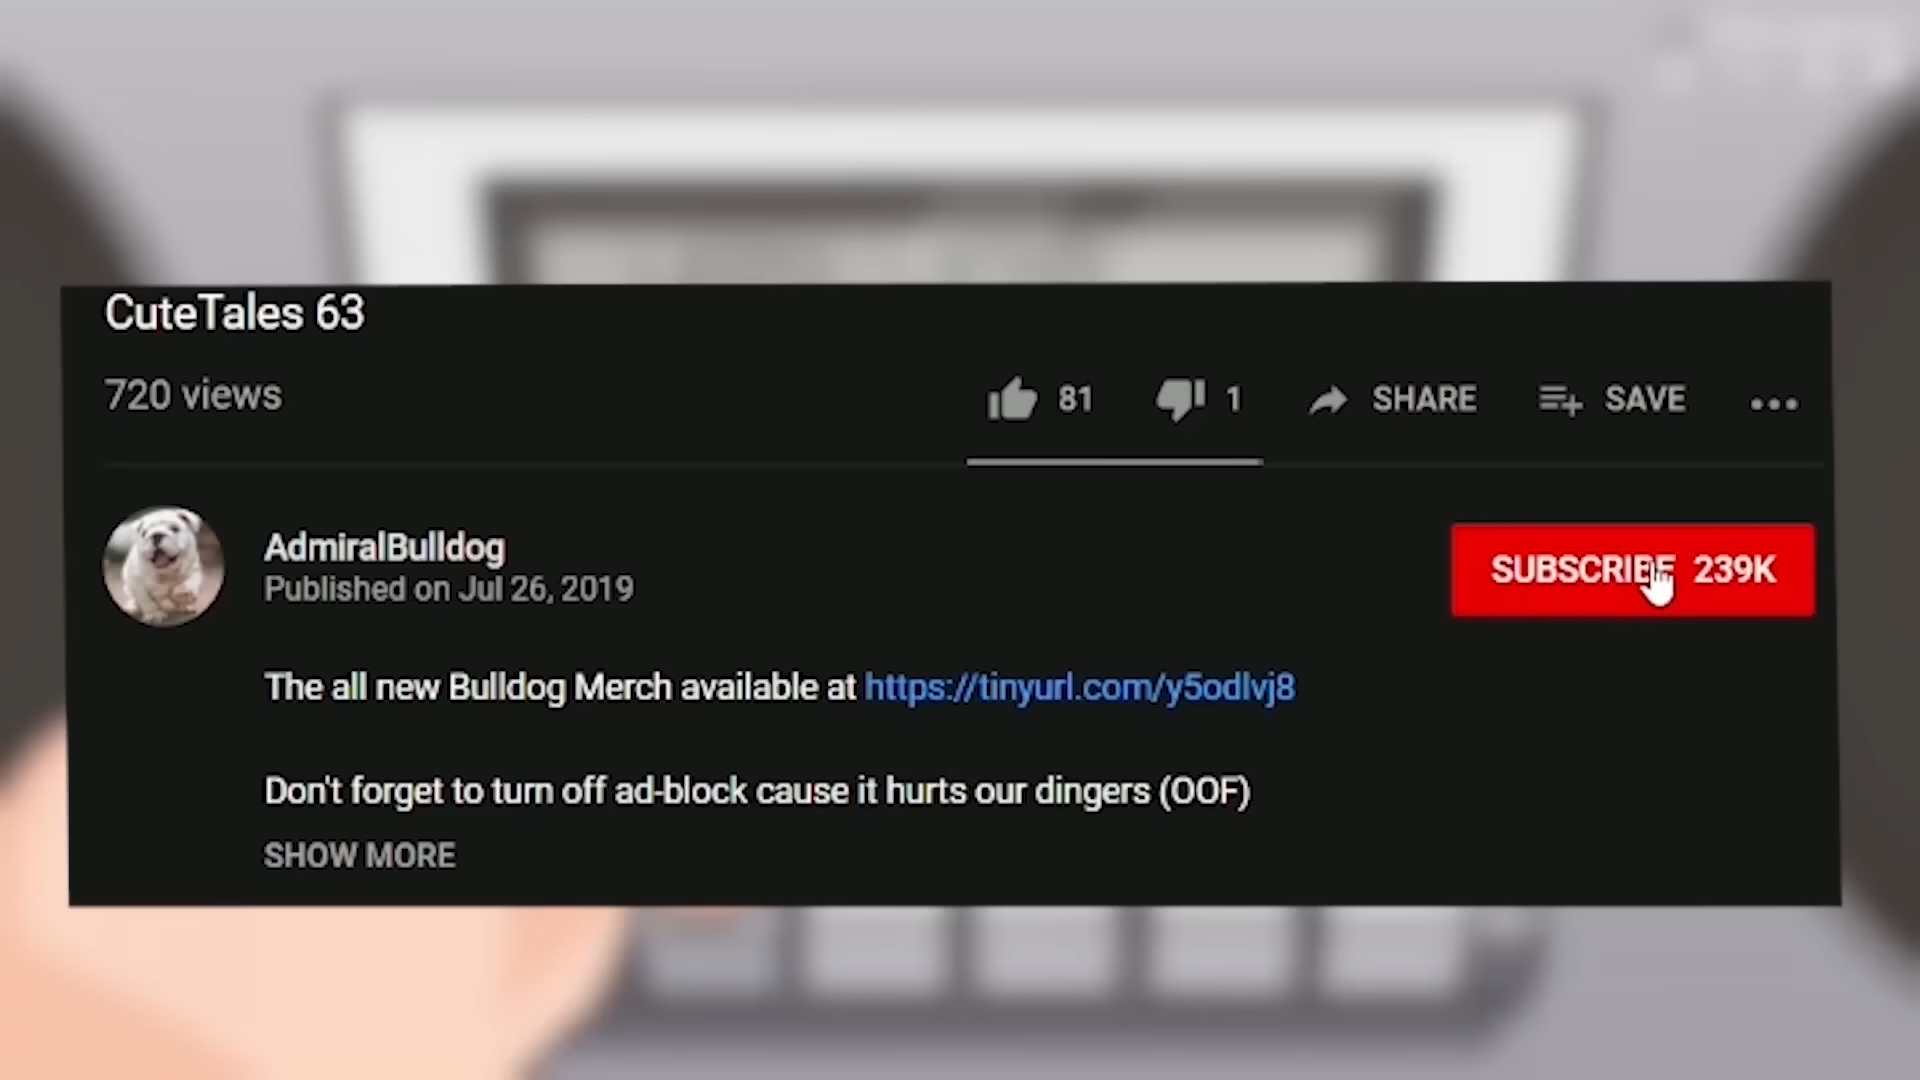 CuteTales 63
720 views
81 1 SHARE SAVE
AdmiralBulldog
Published on Jul 26, 2019
SUBSCRIBE 239K
The all new Bulldog Merch available at https://tinyurl.com/y5odlvj8
Don't forget to turn off ad-block cause it hurts our dingers (OOF)
SHOW MORE